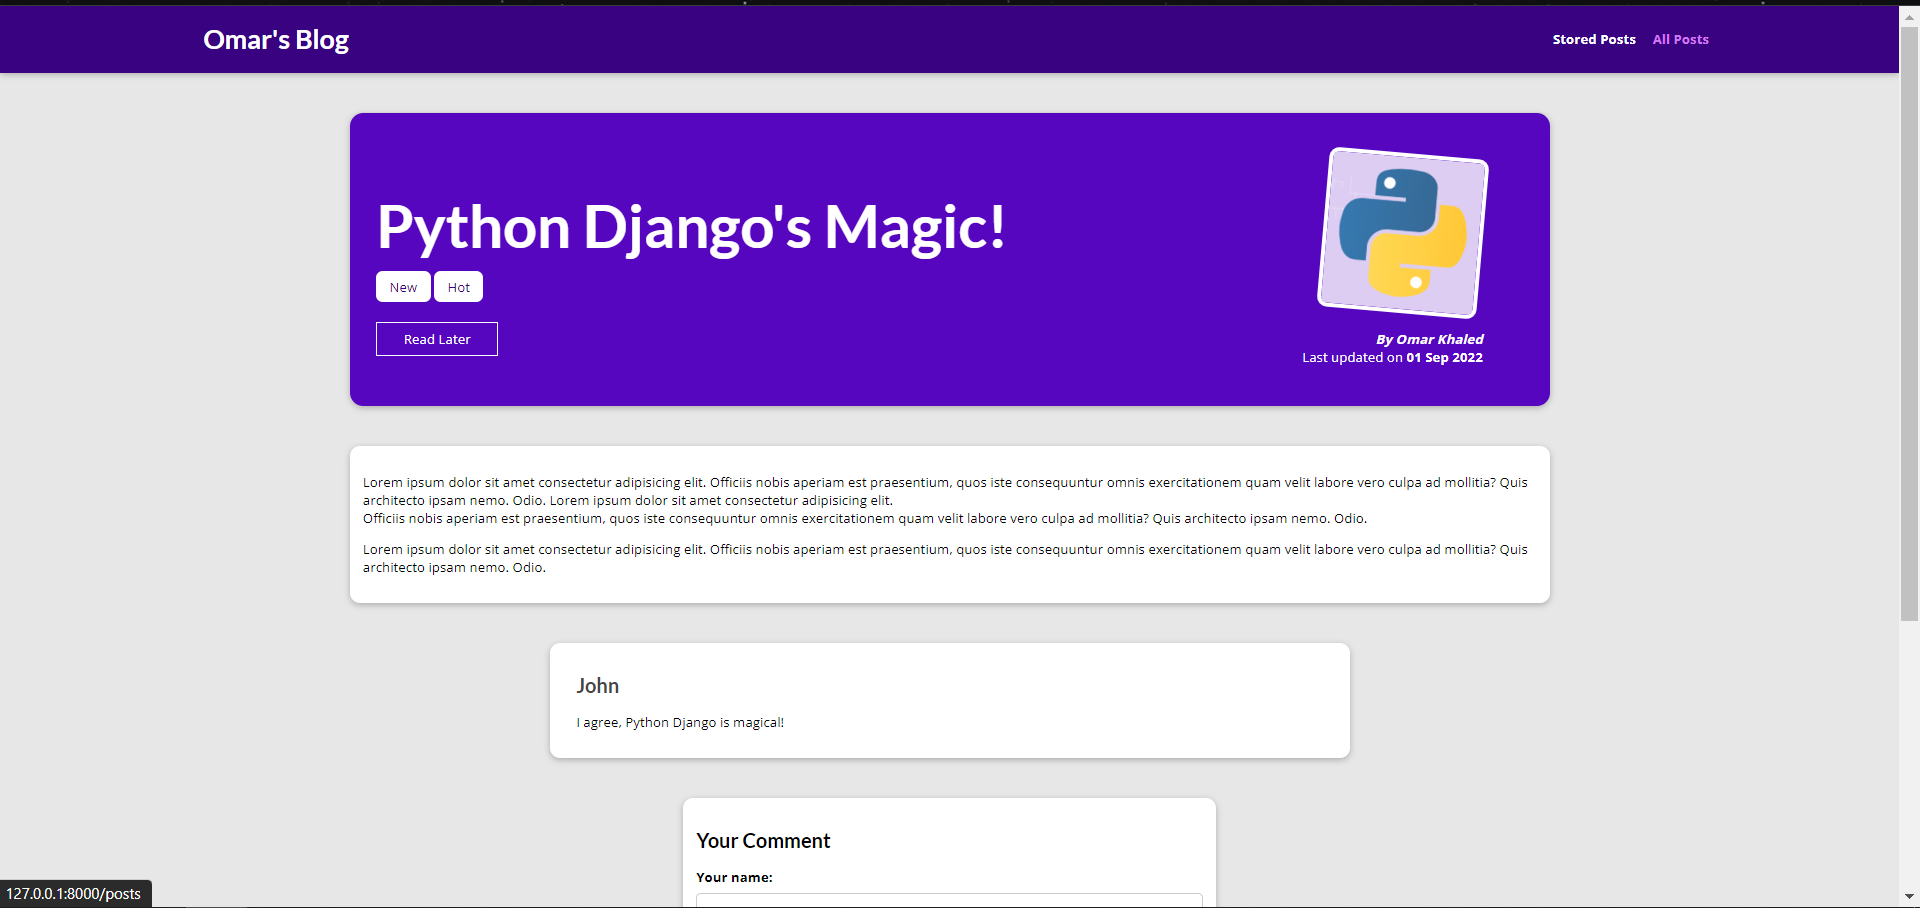 Omar's Blog
Stored Posts
All Posts
Python Django's Magic!
New
Hot
Read Later
By Omar Khaled
Last updated on 01 Sep 2022
Lorem ipsum dolor sit amet consectetur adipisicing elit. Officiis nobis aperiam est praesentium, quos iste consequuntur omnis exercitationem quam velit labore vero culpa ad mollitia? Quis
architecto ipsam nemo. Odio. Lorem ipsum dolor sit amet consectetur adipisicing elit.
Officiis nobis aperiam est praesentium, quos iste consequuntur omnis exercitationem quam velit labore vero culpa ad mollitia? Quis architecto ipsam nemo. Odio.
Lorem ipsum dolor sit amet consectetur adipisicing elit. Officiis nobis aperiam est praesentium, quos iste consequuntur omnis exercitationem quam velit labore vero culpa ad mollitia? Quis
architecto ipsam nemo. Odio.
John
I agree, Python Django is magical!
Your Comment
Your name:
127.0.0.1:8000/posts